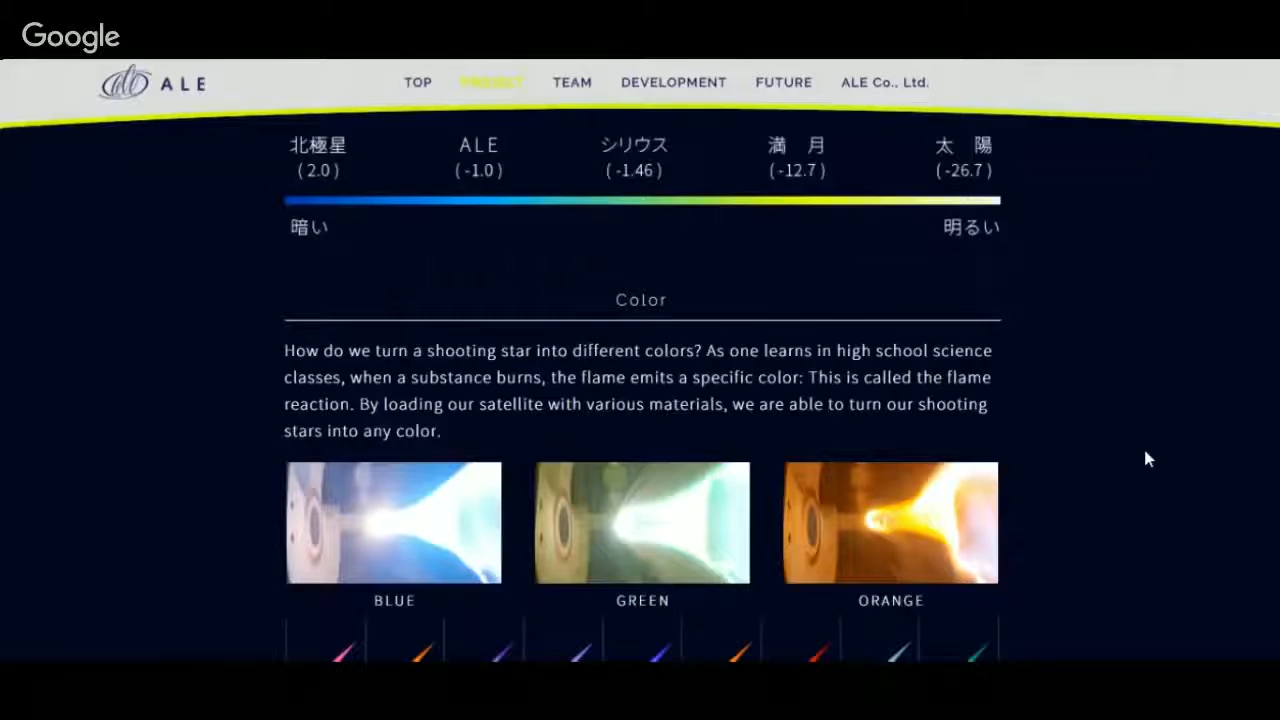 Google
ALE
TOP PROJECT TEAM DEVELOPMENT FUTURE ALE Co., Ltd.
北極星 ALE シリウス 満 月 太 陽
( 2.0 ) ( -1.0 ) ( -1.46 ) ( -12.7 ) ( -26.7 )
暗い 明るい
Color
How do we turn a shooting star into different colors? As one learns in high school science
classes, when a substance burns, the flame emits a specific color: This is called the flame
reaction. By loading our satellite with various materials, we are able to turn our shooting
stars into any color.
BLUE GREEN ORANGE